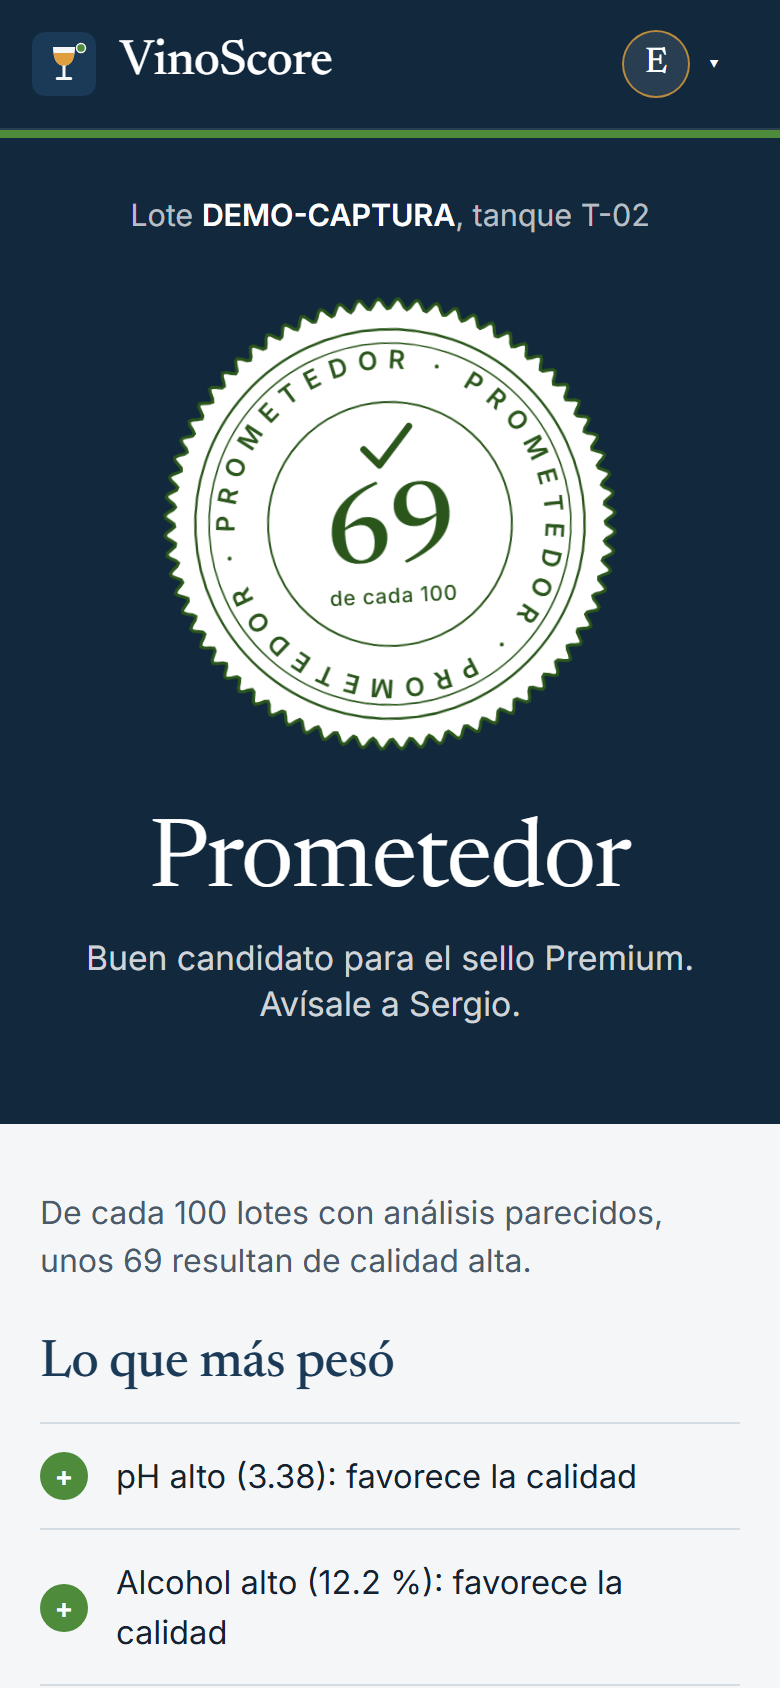 VinoScore
E
Lote DEMO-CAPTURA, tanque T-02
PROMETEDOR · PROMETEDOR · PROMETEDOR ·
69
de cada 100
Prometedor
Buen candidato para el sello Premium.
Avísale a Sergio.
De cada 100 lotes con análisis parecidos,
unos 69 resultan de calidad alta.
Lo que más pesó
+ pH alto (3.38): favorece la calidad
+ Alcohol alto (12.2 %): favorece la
calidad